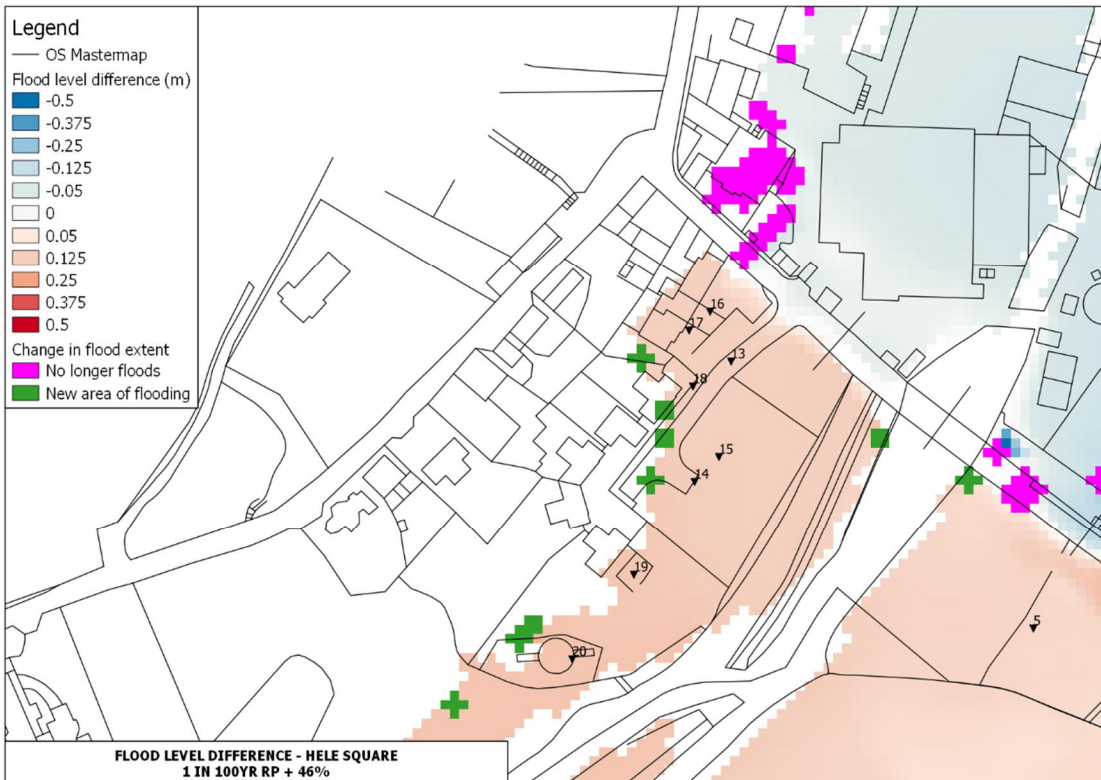 Legend
OS Mastermap
Flood level difference (m)
-0.5
-0.375
-0.25
-0.125
-0.05
0
0.05
0.125
0.25
0.375
0.5
Change in flood extent
No longer floods
New area of flooding
16
17
13
18
15
14
19
20
5
FLOOD LEVEL DIFFERENCE - HELE SQUARE
1 IN 100YR RP + 46%